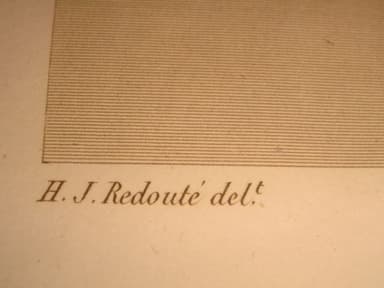 H. J. Redouté del.t